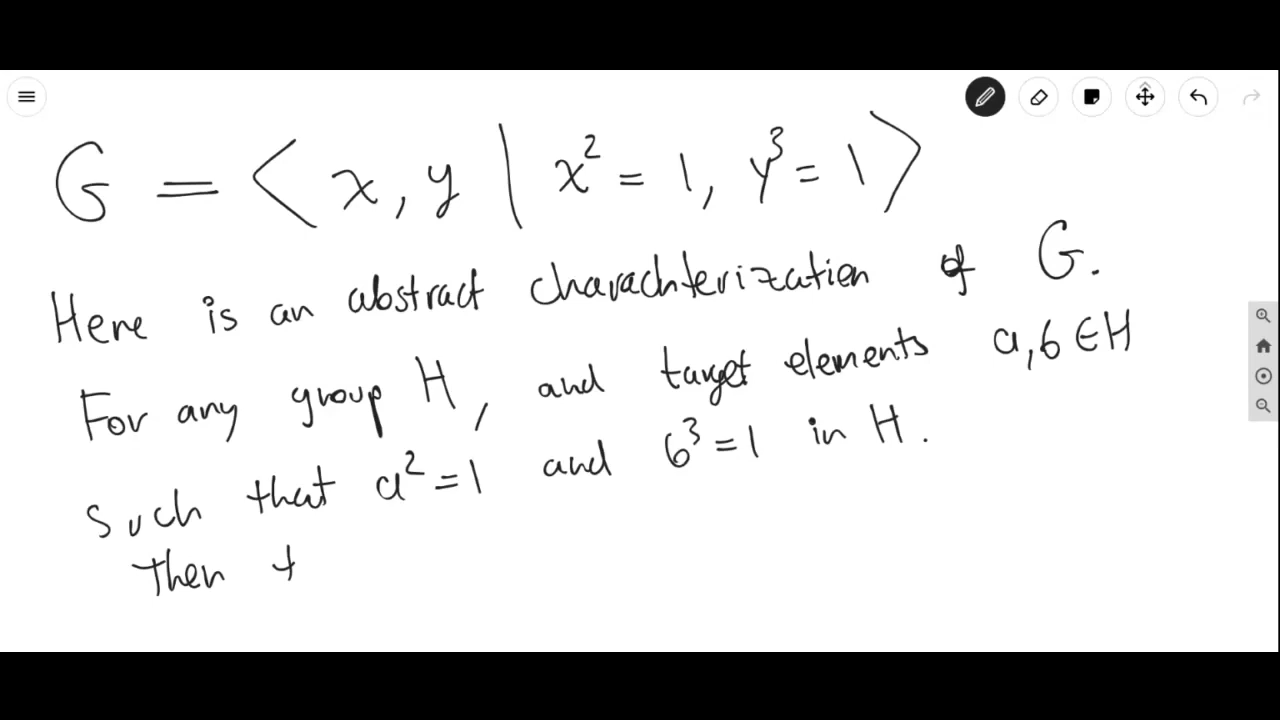 G = ⟨x, y | x² = 1, y³ = 1⟩
Here is an abstract charachterization of G.
For any group H, and target elements a, b ∈ H
such that a² = 1 and b³ = 1 in H.
Then t